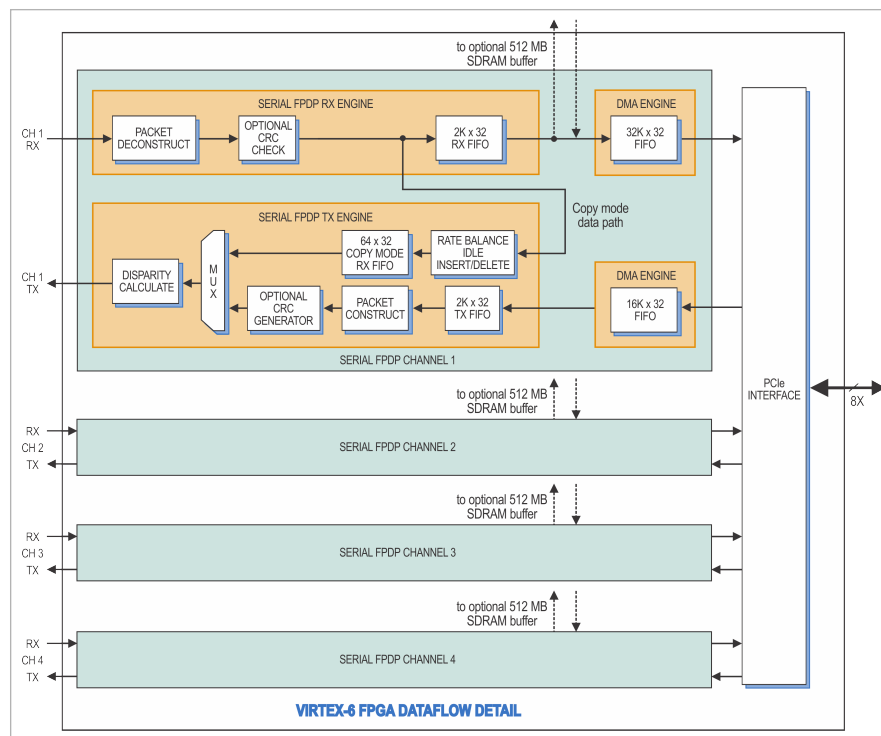 to optional 512 MB
SDRAM buffer
SERIAL FPDP RX ENGINE
DMA ENGINE
CH 1
RX
PACKET
DECONSTRUCT
OPTIONAL
CRC
CHECK
2K x 32
RX FIFO
32K x 32
FIFO
Copy mode
data path
SERIAL FPDP TX ENGINE
64 x 32
COPY MODE
RX FIFO
RATE BALANCE
IDLE
INSERT/DELETE
CH 1
TX
DISPARITY
CALCULATE
MUX
OPTIONAL
CRC
GENERATOR
PACKET
CONSTRUCT
2K x 32
TX FIFO
DMA ENGINE
16K x 32
FIFO
SERIAL FPDP CHANNEL 1
PCIe
INTERFACE
8X
to optional 512 MB
SDRAM buffer
RX
CH 2
TX
SERIAL FPDP CHANNEL 2
to optional 512 MB
SDRAM buffer
RX
CH 3
TX
SERIAL FPDP CHANNEL 3
to optional 512 MB
SDRAM buffer
RX
CH 4
TX
SERIAL FPDP CHANNEL 4
VIRTEX-6 FPGA DATAFLOW DETAIL